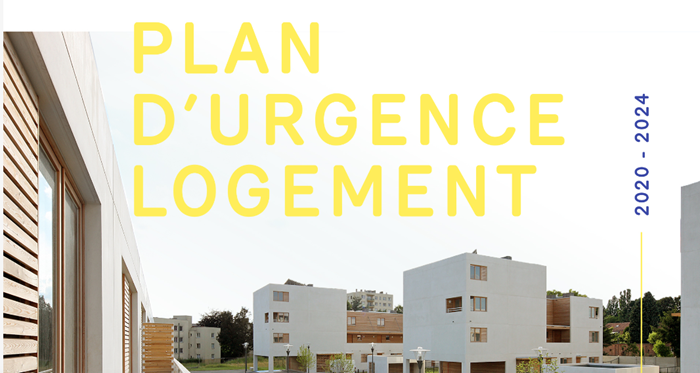 PLAN
D'URGENCE
LOGEMENT
2020 - 2024